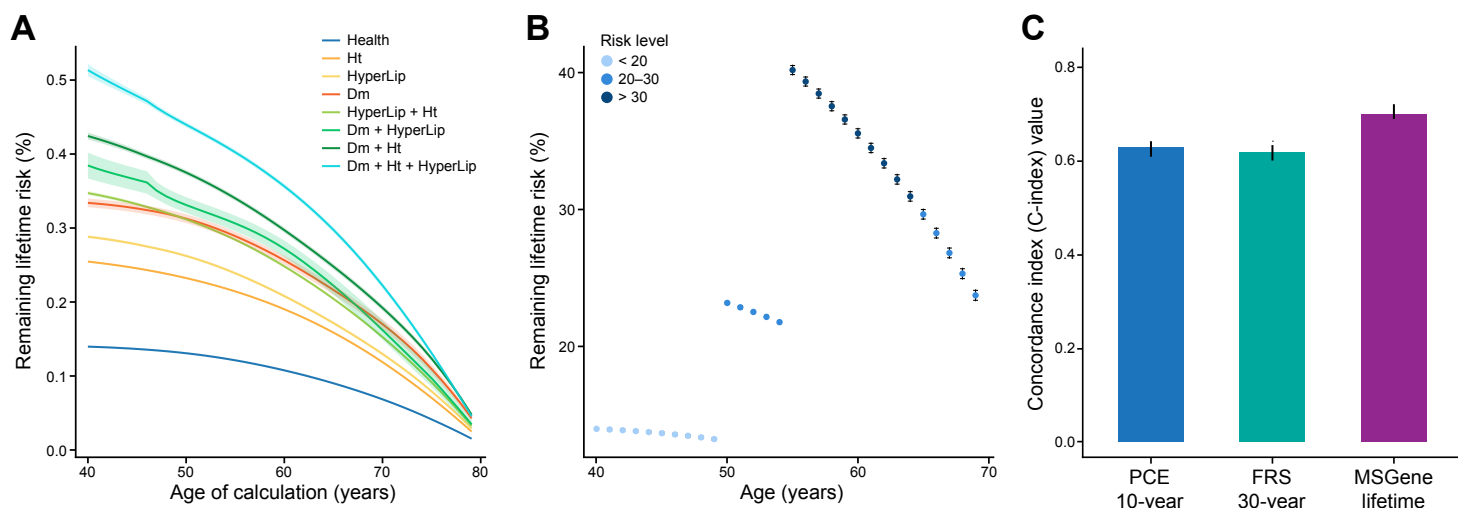 A
Remaining lifetime risk (%)
0.5
0.4
0.3
0.2
0.1
0.0
40
50
60
70
80
Age of calculation (years)
Health
Ht
HyperLip
Dm
HyperLip + Ht
Dm + HyperLip
Dm + Ht
Dm + Ht + HyperLip
B
Remaining lifetime risk (%)
40
30
20
40
50
60
70
Age (years)
Risk level
< 20
20–30
> 30
C
Concordance index (C-index) value
0.8
0.6
0.4
0.2
0.0
PCE
10-year
FRS
30-year
MSGene
lifetime